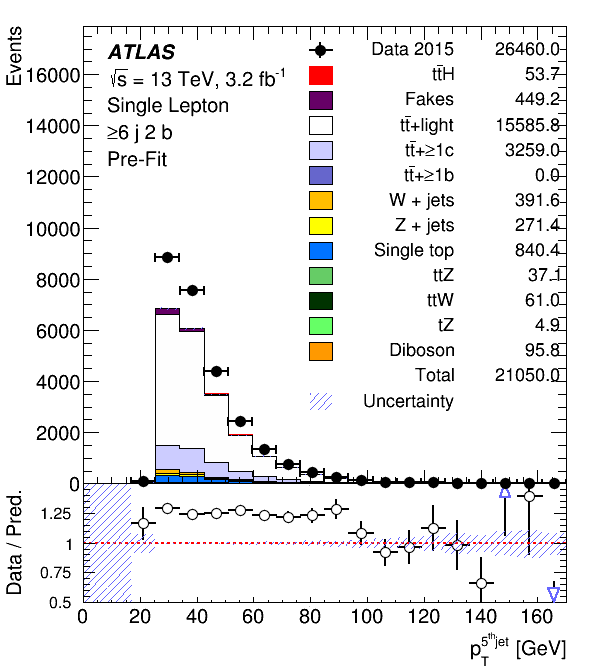 Events
ATLAS
√s = 13 TeV, 3.2 fb⁻¹
Single Lepton
≥6 j 2 b
Pre-Fit
Data 2015 26460.0
tt̄H 53.7
Fakes 449.2
tt̄+light 15585.8
tt̄+≥1c 3259.0
tt̄+≥1b 0.0
W + jets 391.6
Z + jets 271.4
Single top 840.4
ttZ 37.1
ttW 61.0
tZ 4.9
Diboson 95.8
Total 21050.0
Uncertainty
16000
14000
12000
10000
8000
6000
4000
2000
0
Data / Pred.
1.25
1
0.75
0.5
0 20 40 60 80 100 120 140 160
p_T^{5th jet} [GeV]